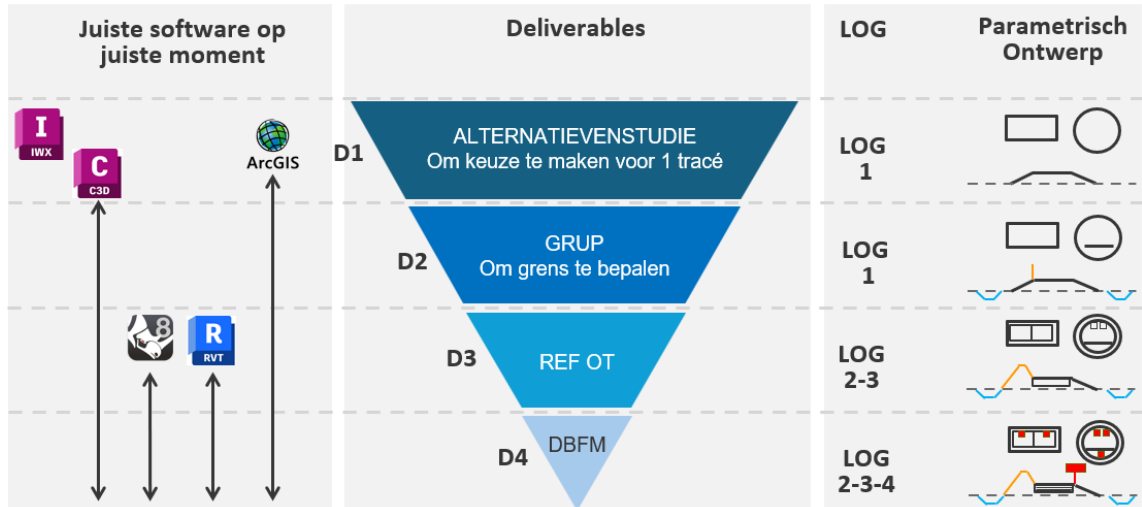 Juiste software op
juiste moment
Deliverables
LOG
Parametrisch
Ontwerp
I
IWX
C
C3D
ArcGIS
D1
ALTERNATIEVENSTUDIE
Om keuze te maken voor 1 tracé
LOG
1
D2
GRUP
Om grens te bepalen
LOG
1
8
R
RVT
D3
REF OT
LOG
2-3
D4
DBFM
LOG
2-3-4